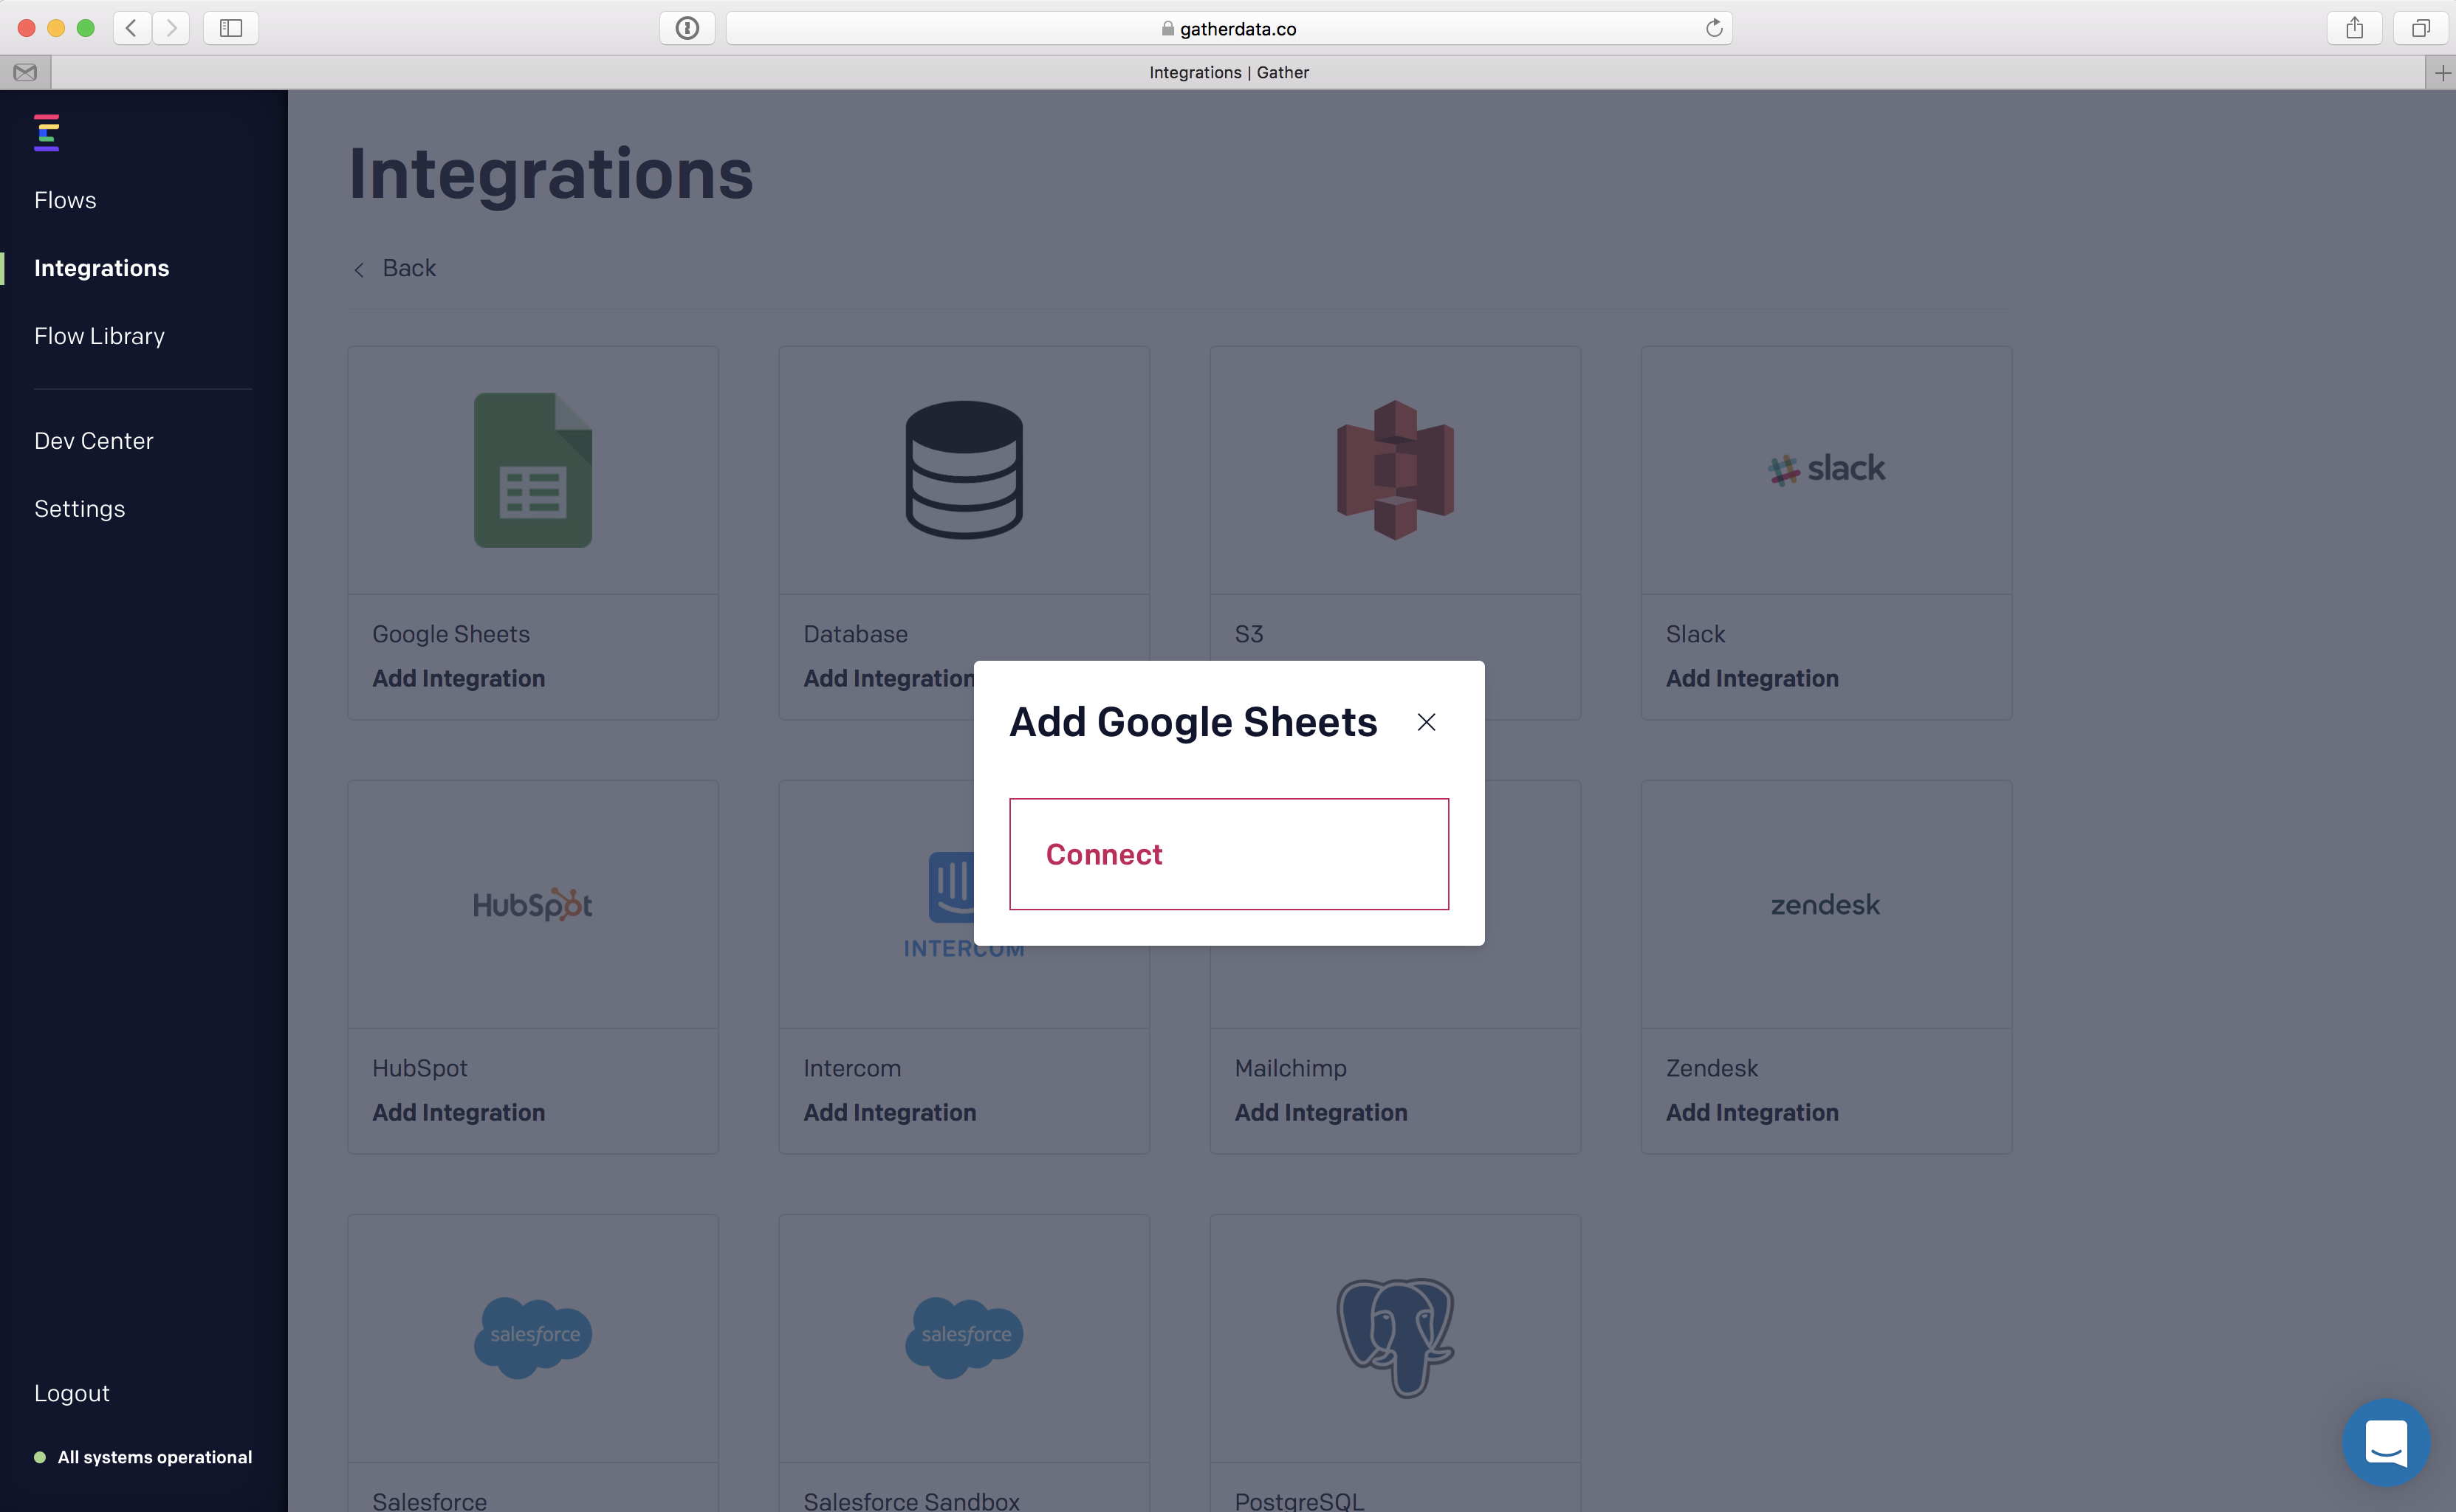 gatherdata.co
Integrations | Gather
Flows
Integrations
Flow Library
Dev Center
Settings
Logout
All systems operational
Integrations
Back
slack
Google Sheets
Add Integration
Database
Add Integration
S3
Slack
Add Integration
Add Google Sheets
Connect
HubSpot
INTERCOM
zendesk
HubSpot
Add Integration
Intercom
Add Integration
Mailchimp
Add Integration
Zendesk
Add Integration
salesforce
salesforce
Salesforce
Salesforce Sandbox
PostgreSQL